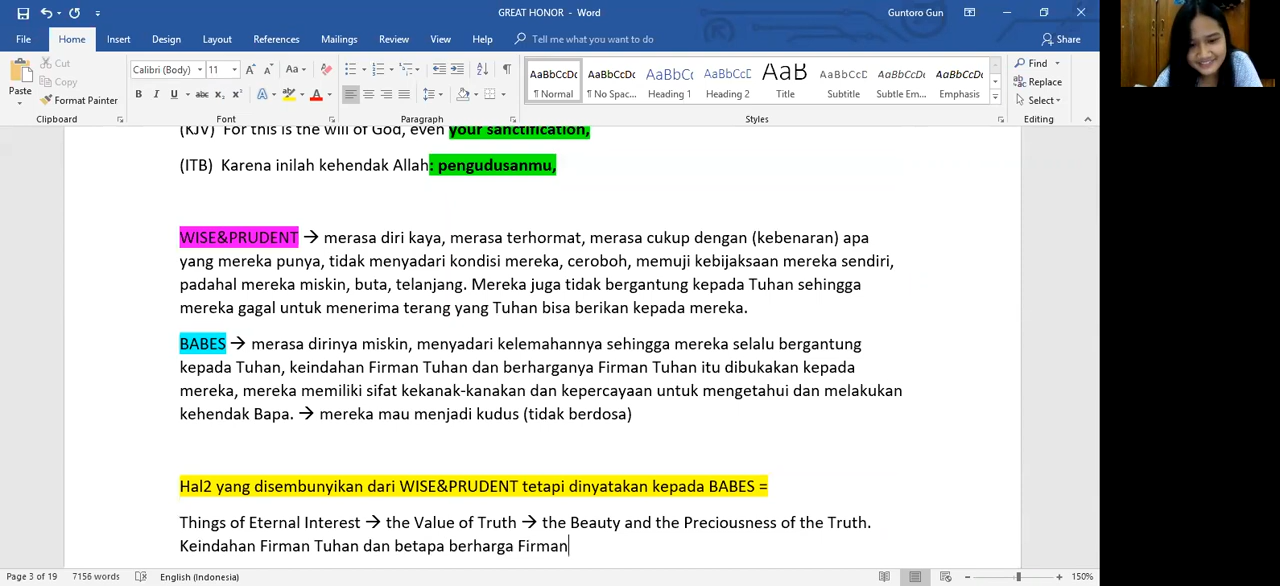 GREAT HONOR - Word
Guntoro Gun
File Home Insert Design Layout References Mailings Review View Help Tell me what you want to do Share
Cut
Copy
Paste
Format Painter
Calibri (Body) 11
Aa
B I U abc x₂ x² A A
AaBbCcDc AaBbCcDc AaBbCc AaBbCcC AaB AaBbCcD AaBbCcDc AaBbCcDc
¶ Normal ¶ No Spac... Heading 1 Heading 2 Title Subtitle Subtle Em... Emphasis
Find
Replace
Select
Clipboard Font Paragraph Styles Editing
(KJV) For this is the will of God, even your sanctification,
(ITB) Karena inilah kehendak Allah: pengudusanmu,
WISE&PRUDENT → merasa diri kaya, merasa terhormat, merasa cukup dengan (kebenaran) apa
yang mereka punya, tidak menyadari kondisi mereka, ceroboh, memuji kebijaksaan mereka sendiri,
padahal mereka miskin, buta, telanjang. Mereka juga tidak bergantung kepada Tuhan sehingga
mereka gagal untuk menerima terang yang Tuhan bisa berikan kepada mereka.
BABES → merasa dirinya miskin, menyadari kelemahannya sehingga mereka selalu bergantung
kepada Tuhan, keindahan Firman Tuhan dan berharganya Firman Tuhan itu dibukakan kepada
mereka, mereka memiliki sifat kekanak-kanakan dan kepercayaan untuk mengetahui dan melakukan
kehendak Bapa. → mereka mau menjadi kudus (tidak berdosa)
Hal2 yang disembunyikan dari WISE&PRUDENT tetapi dinyatakan kepada BABES =
Things of Eternal Interest → the Value of Truth → the Beauty and the Preciousness of the Truth.
Keindahan Firman Tuhan dan betapa berharga Firman
Page 3 of 19 7156 words English (Indonesia) 150%